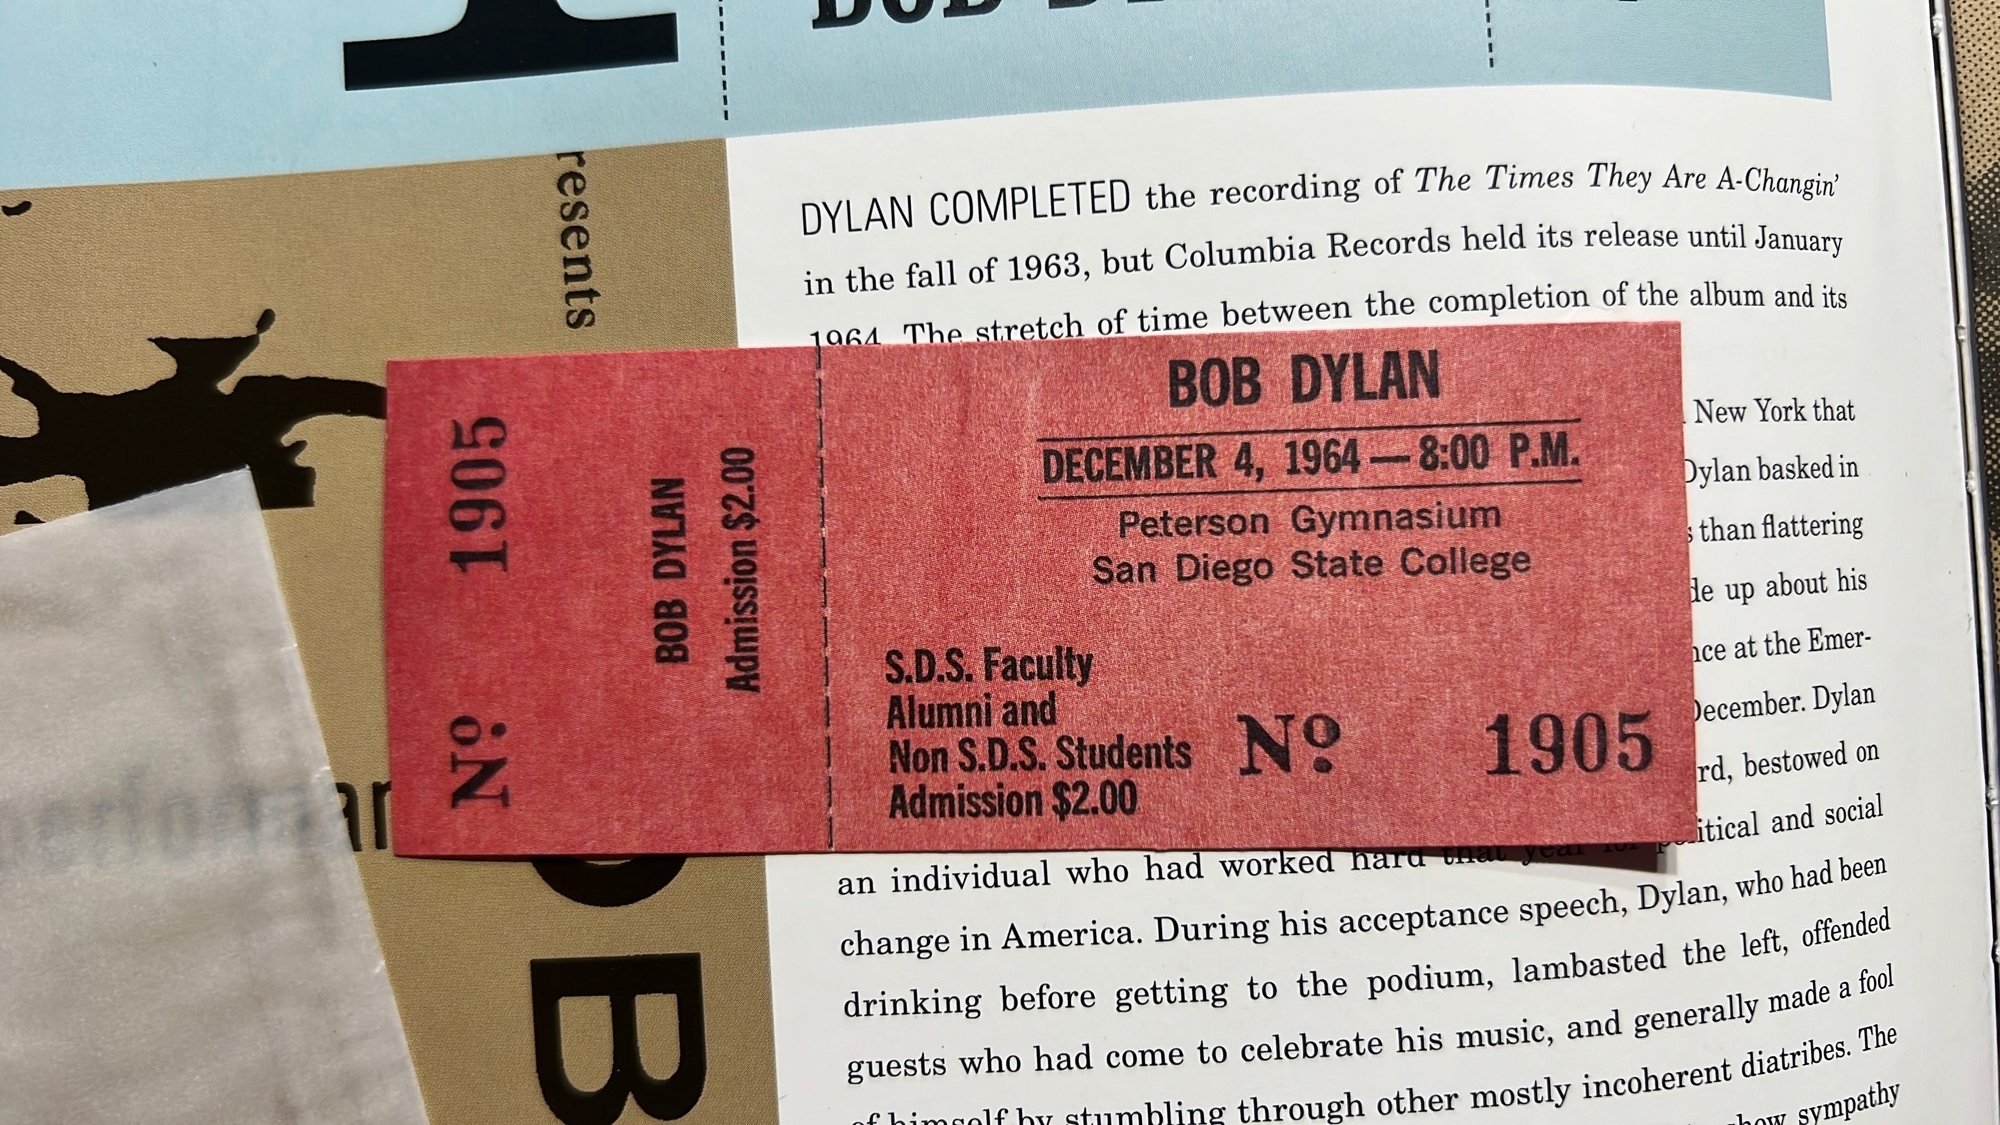 BOB
resents
DYLAN COMPLETED the recording of The Times They Are A-Changin’
in the fall of 1963, but Columbia Records held its release until January
1964. The stretch of time between the completion of the album and its
New York that
Dylan basked in
than flattering
up about his
at the Emer-
December. Dylan
bestowed on
and social
an individual who had worked hard that year for political and social
change in America. During his acceptance speech, Dylan, who had been
drinking before getting to the podium, lambasted the left, offended
guests who had come to celebrate his music, and generally made a fool
of himself by stumbling through other mostly incoherent diatribes. The
sympathy
B
Nº 1905
BOB DYLAN
Admission $2.00
BOB DYLAN
DECEMBER 4, 1964 — 8:00 P.M.
Peterson Gymnasium
San Diego State College
S.D.S. Faculty
Alumni and
Non S.D.S. Students
Admission $2.00
Nº 1905